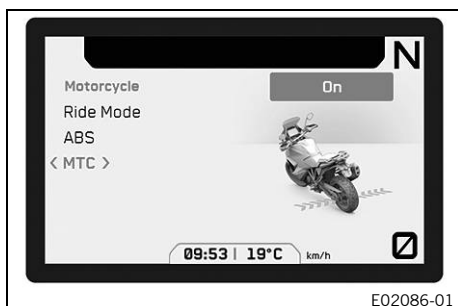 N
Motorcycle On
Ride Mode
ABS
< MTC >
09:53 | 19°C km/h
0
E02086-01